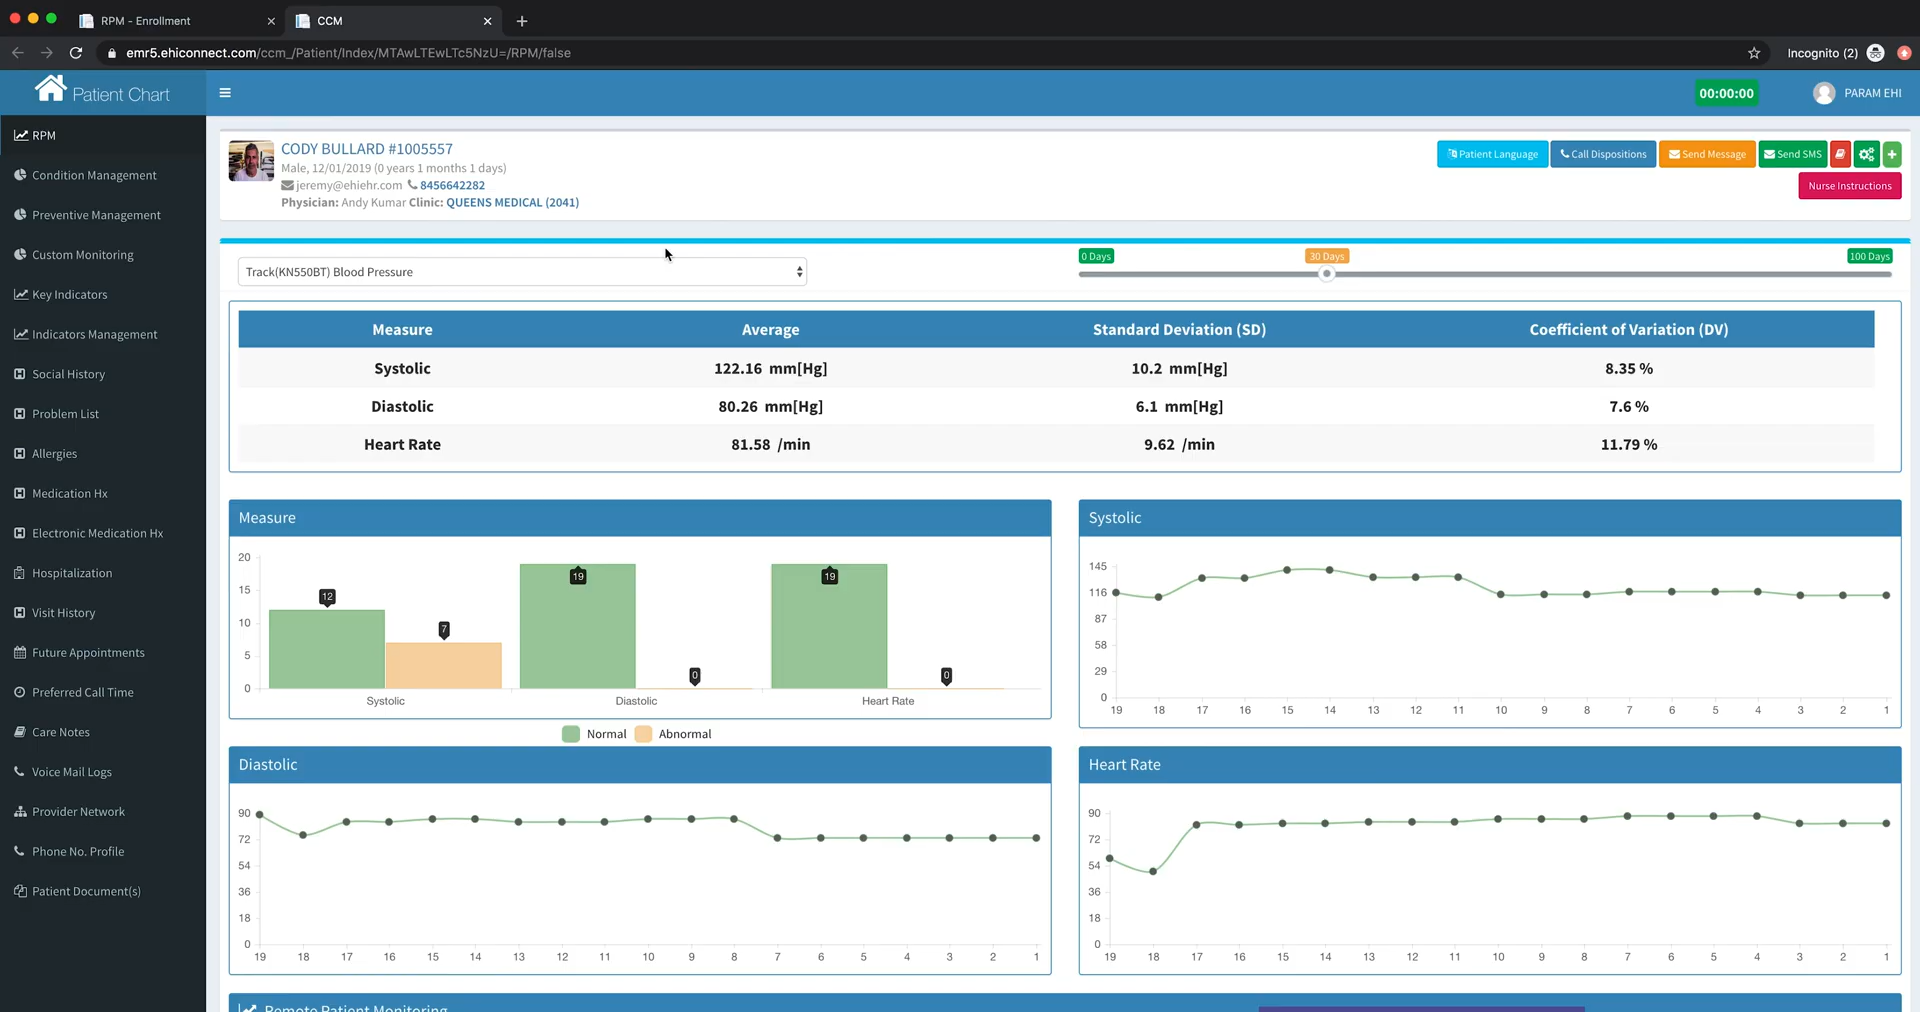 RPM - Enrollment
CCM
emr5.ehiconnect.com/ccm_/Patient/Index/MTAwLTEwLTc5NzU=/RPM/false
Incognito (2)
Patient Chart
00:00:00
PARAM EHI
RPM
Condition Management
Preventive Management
Custom Monitoring
Key Indicators
Indicators Management
Social History
Problem List
Allergies
Medication Hx
Electronic Medication Hx
Hospitalization
Visit History
Future Appointments
Preferred Call Time
Care Notes
Voice Mail Logs
Provider Network
Phone No. Profile
Patient Document(s)
CODY BULLARD #1005557
Male, 12/01/2019 (0 years 1 months 1 days)
jeremy@ehiehr.com 8456642282
Physician: Andy Kumar Clinic: QUEENS MEDICAL (2041)
Patient Language Call Dispositions Send Message Send SMS
Nurse Instructions
Track(KN550BT) Blood Pressure
0 Days 30 Days 100 Days
Measure Average Standard Deviation (SD) Coefficient of Variation (DV)
Systolic 122.16 mm[Hg] 10.2 mm[Hg] 8.35 %
Diastolic 80.26 mm[Hg] 6.1 mm[Hg] 7.6 %
Heart Rate 81.58 /min 9.62 /min 11.79 %
Measure
20
15
10
5
0
12
7
19
0
19
0
Systolic Diastolic Heart Rate
Normal Abnormal
Systolic
145
116
87
58
29
0
19 18 17 16 15 14 13 12 11 10 9 8 7 6 5 4 3 2 1
Diastolic
90
72
54
36
18
0
19 18 17 16 15 14 13 12 11 10 9 8 7 6 5 4 3 2 1
Heart Rate
90
72
54
36
18
0
19 18 17 16 15 14 13 12 11 10 9 8 7 6 5 4 3 2 1
Remote Patient Monitoring